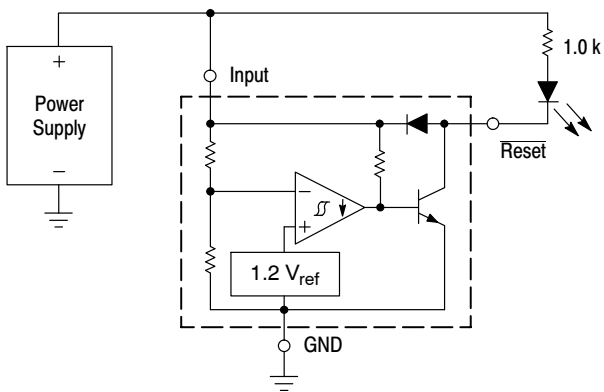 1.0 k
+
Input
Power
Supply
Reset
−
−
+
1.2 Vref
GND